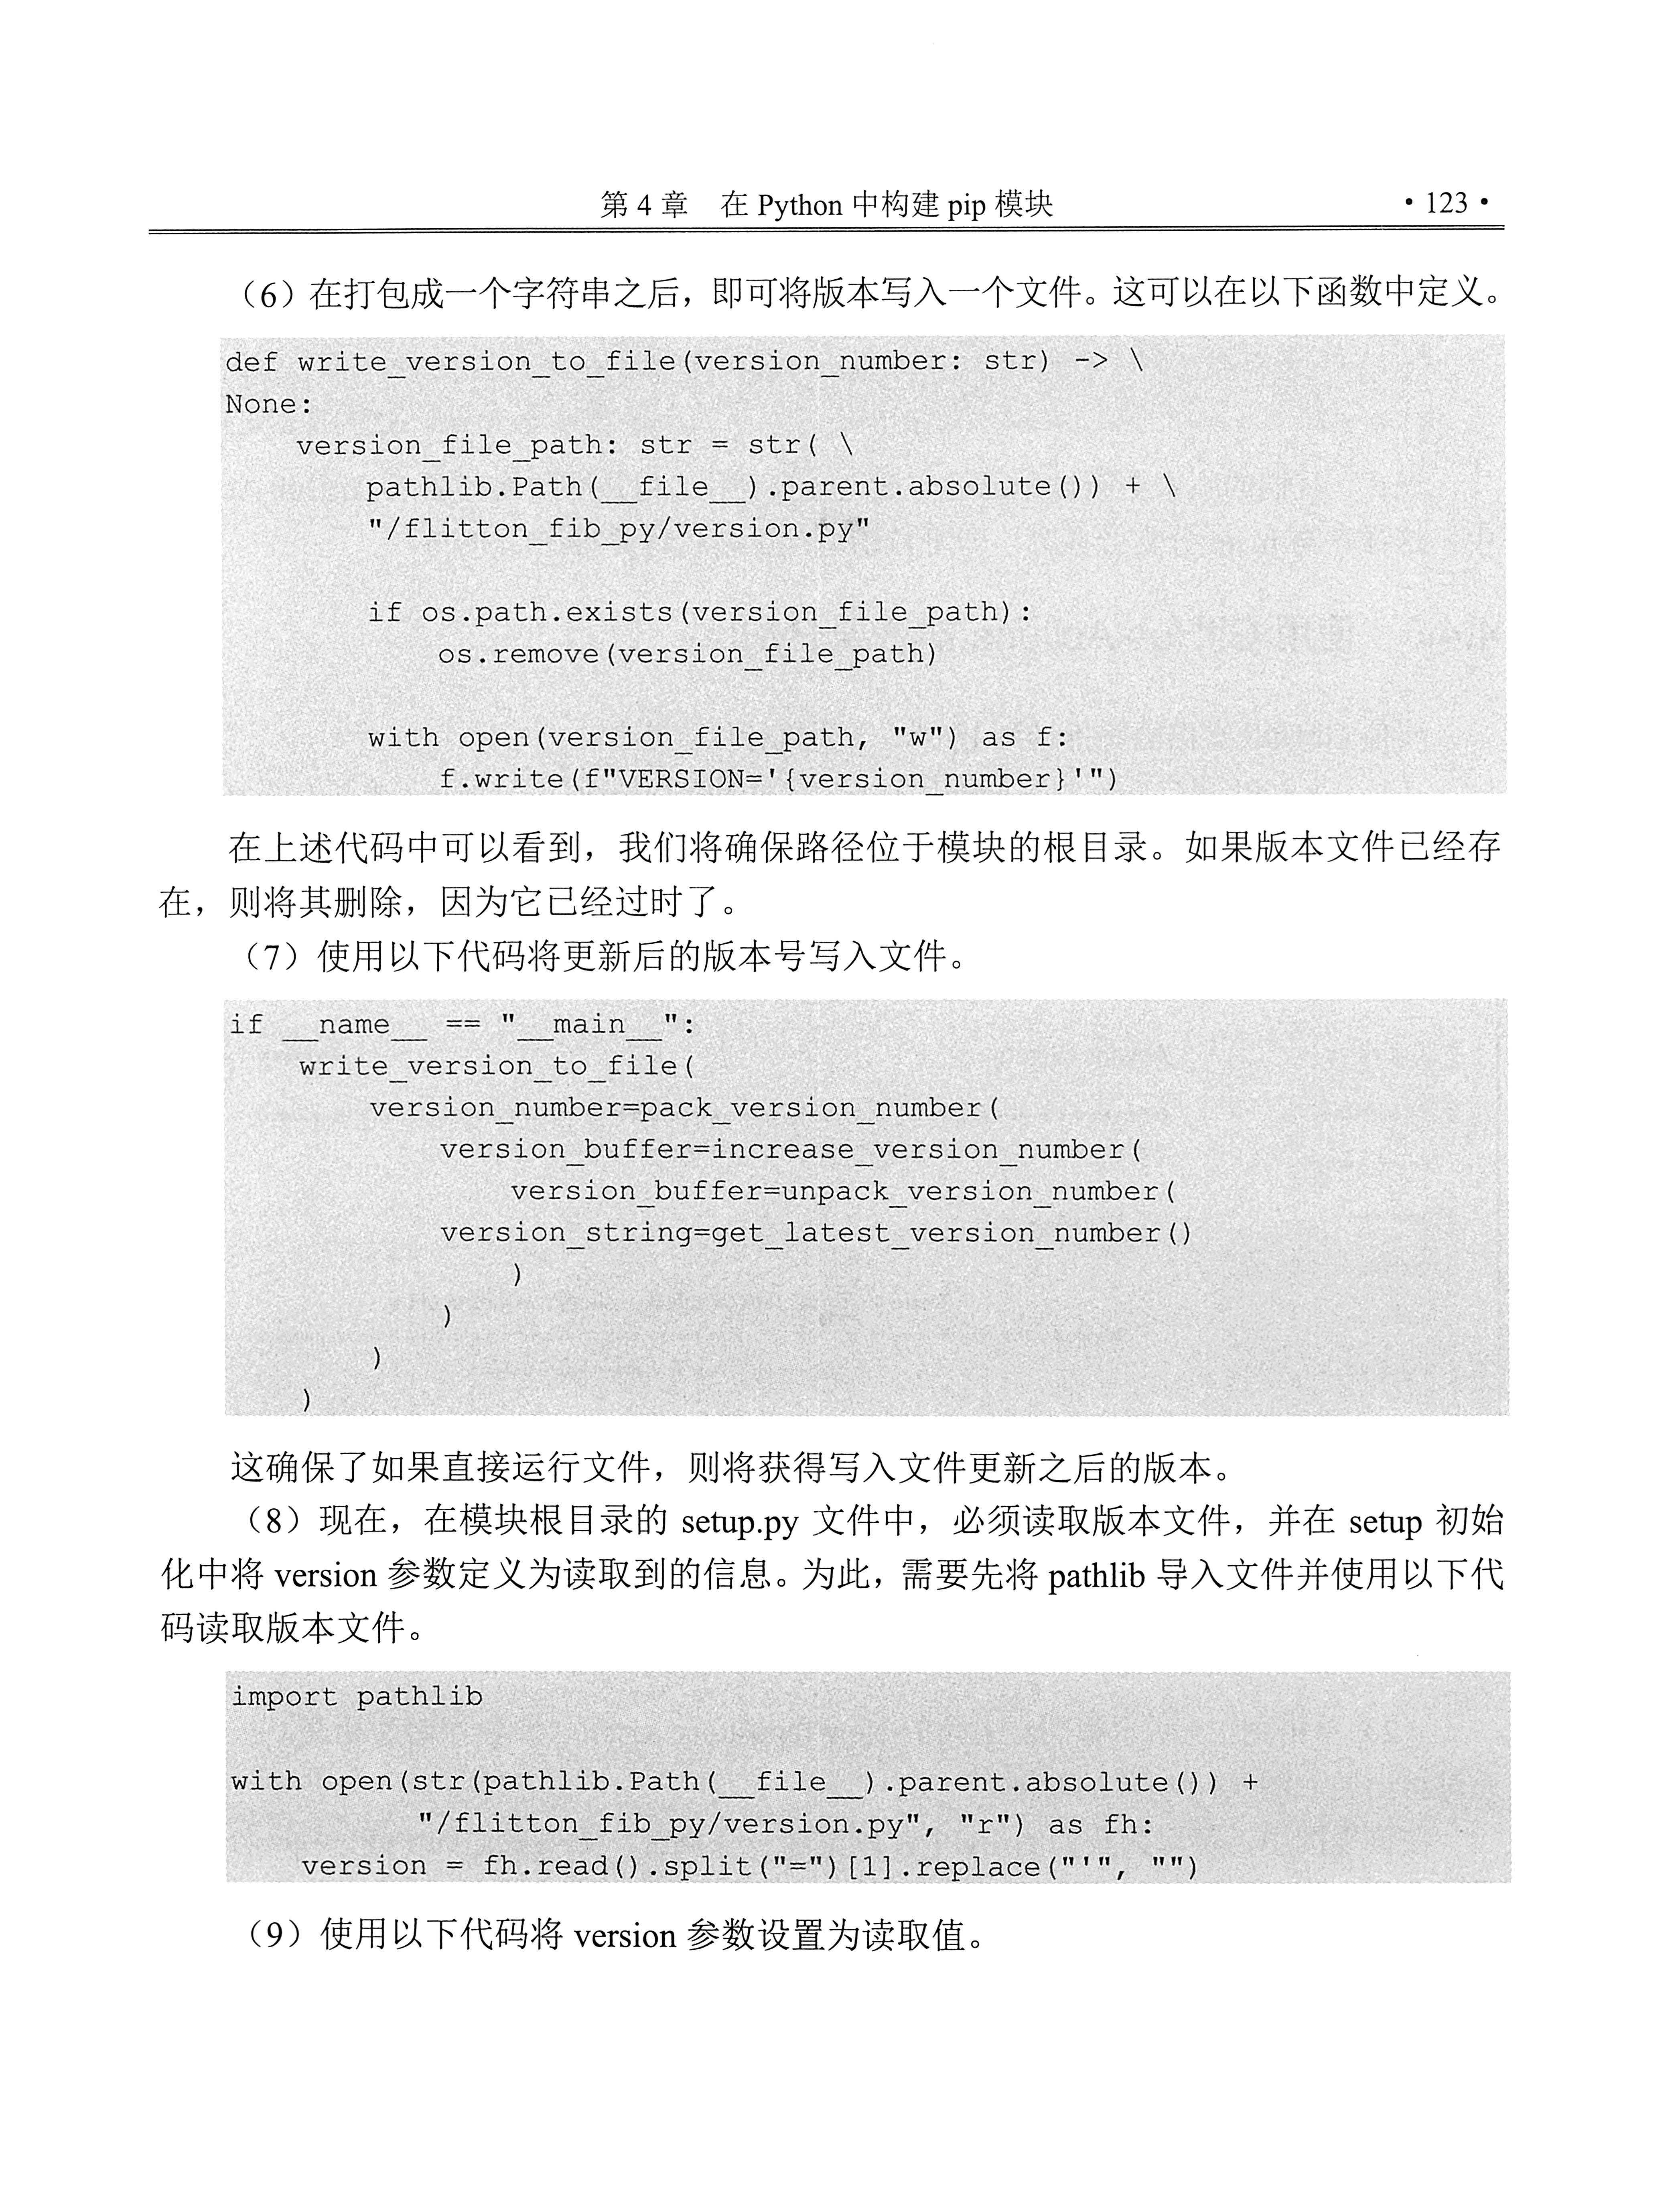 第 4 章 在 Python 中构建 pip 模块 • 123 •
（6）在打包成一个字符串之后，即可将版本写入一个文件。这可以在以下函数中定义。
def write_version_to_file(version_number: str) -> \
None:
    version_file_path: str = str( \
        pathlib.Path(__file__).parent.absolute()) + \
        "/flitton_fib_py/version.py"

        if os.path.exists(version_file_path):
            os.remove(version_file_path)

        with open(version_file_path, "w") as f:
            f.write(f"VERSION='{version_number}'")
在上述代码中可以看到，我们将确保路径位于模块的根目录。如果版本文件已经存
在，则将其删除，因为它已经过时了。
（7）使用以下代码将更新后的版本号写入文件。
if __name__ == "__main__":
    write_version_to_file(
        version_number=pack_version_number(
            version_buffer=increase_version_number(
                version_buffer=unpack_version_number(
            version_string=get_latest_version_number()
                )
            )
        )
    )
这确保了如果直接运行文件，则将获得写入文件更新之后的版本。
（8）现在，在模块根目录的 setup.py 文件中，必须读取版本文件，并在 setup 初始
化中将 version 参数定义为读取到的信息。为此，需要先将 pathlib 导入文件并使用以下代
码读取版本文件。
import pathlib

with open(str(pathlib.Path(__file__).parent.absolute()) +
          "/flitton_fib_py/version.py", "r") as fh:
    version = fh.read().split("=")[1].replace("'", "")
（9）使用以下代码将 version 参数设置为读取值。